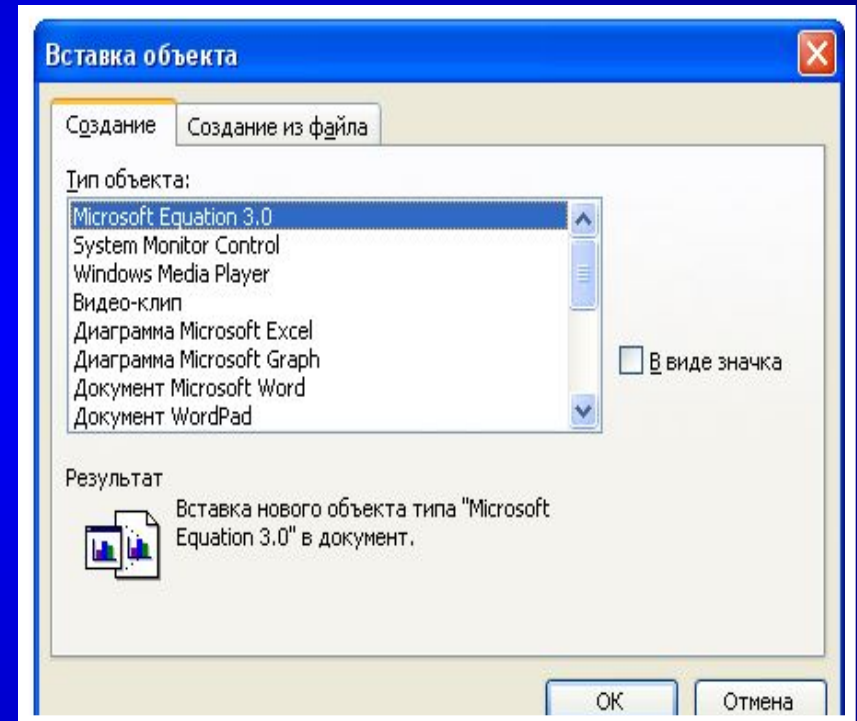 Вставка объекта
Создание
Создание из файла
Тип объекта:
Microsoft Equation 3.0
System Monitor Control
Windows Media Player
Видео-клип
Диаграмма Microsoft Excel
Диаграмма Microsoft Graph
Документ Microsoft Word
Документ WordPad
В виде значка
Результат
Вставка нового объекта типа "Microsoft
Equation 3.0" в документ.
ОК
Отмена